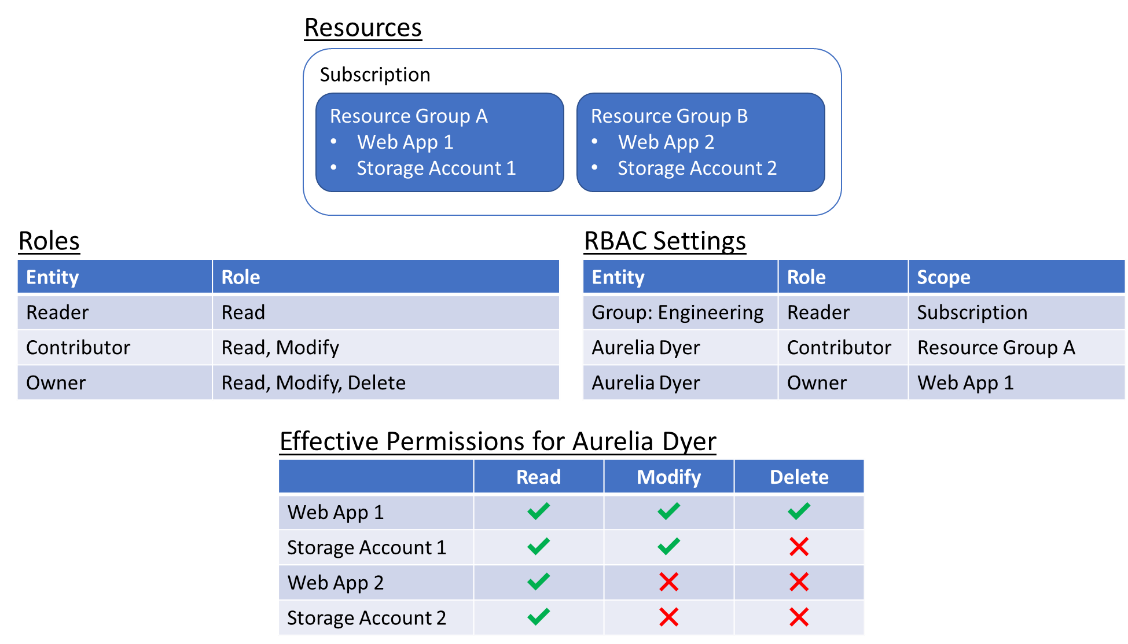 Resources
Subscription
Resource Group A
• Web App 1
• Storage Account 1
Resource Group B
• Web App 2
• Storage Account 2
Roles
Entity Role
Reader Read
Contributor Read, Modify
Owner Read, Modify, Delete
RBAC Settings
Entity Role Scope
Group: Engineering Reader Subscription
Aurelia Dyer Contributor Resource Group A
Aurelia Dyer Owner Web App 1
Effective Permissions for Aurelia Dyer
Read Modify Delete
Web App 1
Storage Account 1
Web App 2
Storage Account 2